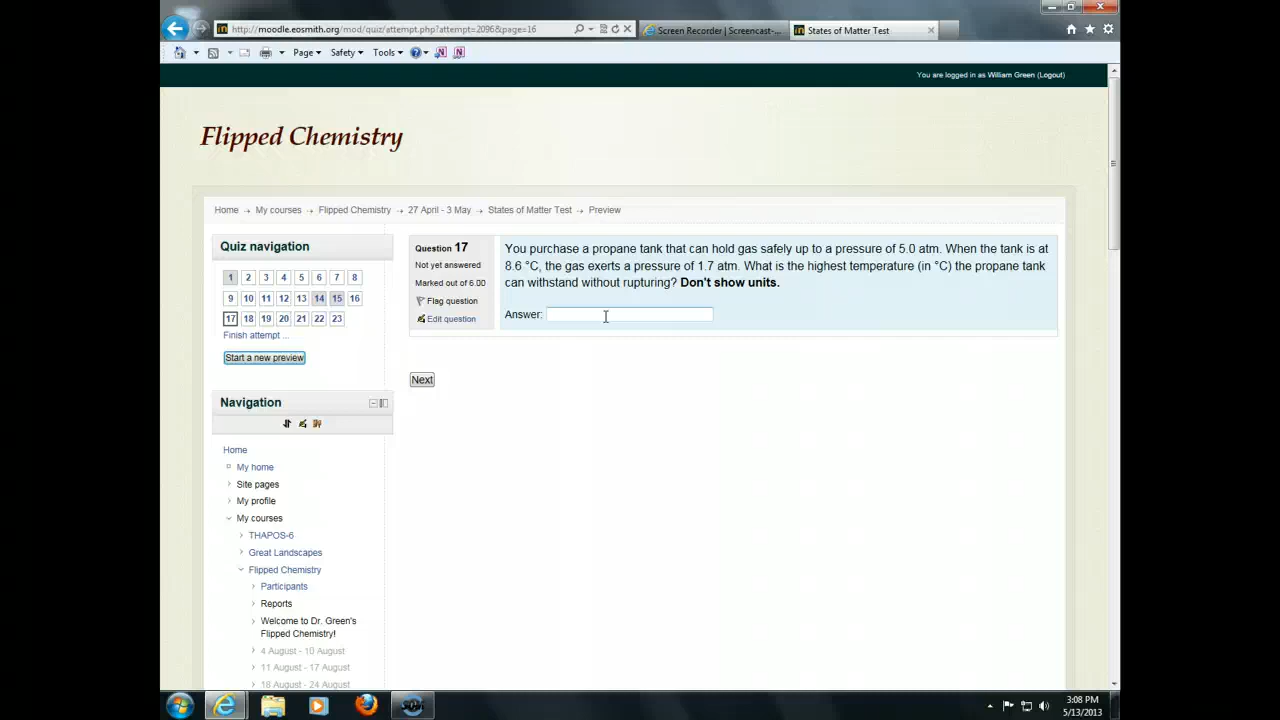 http://moodle.eosmith.org/mod/quiz/attempt.php?attempt=2096&page=16
Screen Recorder | Screencast-...
States of Matter Test
Page
Safety
Tools
You are logged in as William Green (Logout)
Flipped Chemistry
Home → My courses → Flipped Chemistry → 27 April - 3 May → States of Matter Test → Preview
Quiz navigation
1 2 3 4 5 6 7 8
9 10 11 12 13 14 15 16
17 18 19 20 21 22 23
Finish attempt ...
Start a new preview
Question 17
Not yet answered
Marked out of 6.00
Flag question
Edit question
You purchase a propane tank that can hold gas safely up to a pressure of 5.0 atm. When the tank is at
8.6 °C, the gas exerts a pressure of 1.7 atm. What is the highest temperature (in °C) the propane tank
can withstand without rupturing? Don't show units.
Answer:
Next
Navigation
Home
My home
Site pages
My profile
My courses
THAPOS-6
Great Landscapes
Flipped Chemistry
Participants
Reports
Welcome to Dr. Green's
Flipped Chemistry!
4 August - 10 August
11 August - 17 August
18 August - 24 August
3:08 PM
5/13/2013